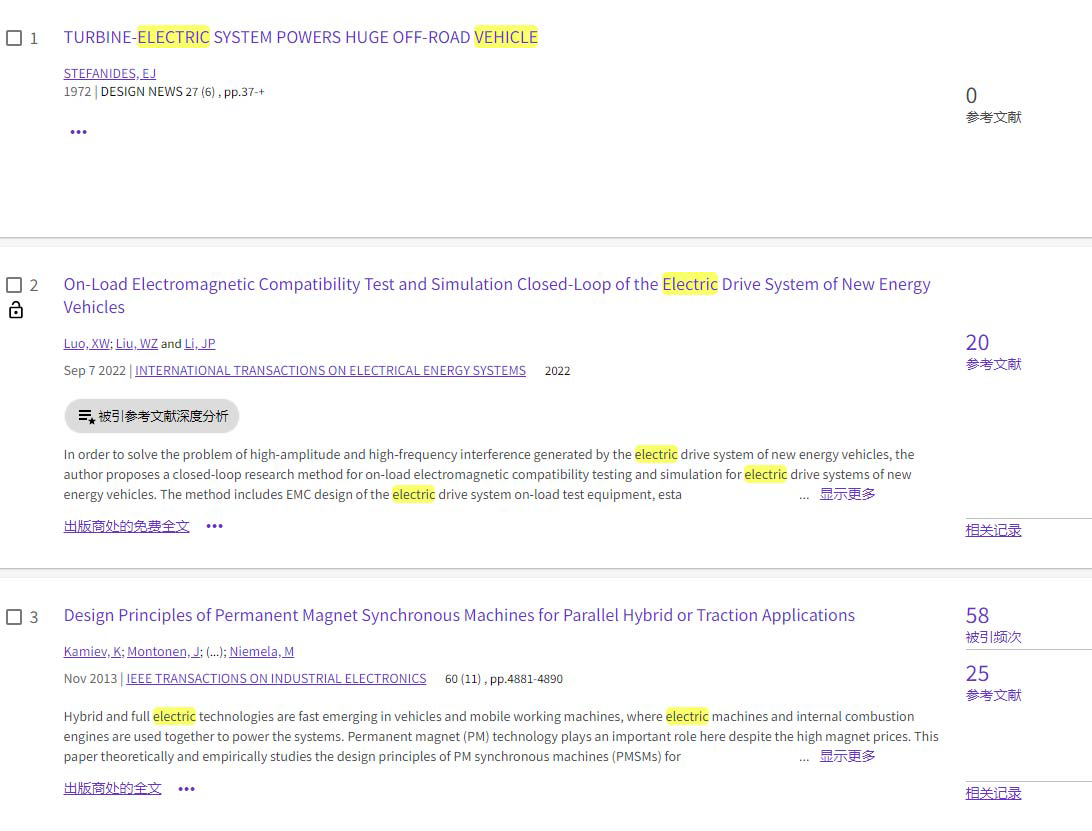 1 TURBINE-ELECTRIC SYSTEM POWERS HUGE OFF-ROAD VEHICLE
STEFANIDES, EJ
1972 | DESIGN NEWS 27 (6) , pp.37-+
0
参考文献
2 On-Load Electromagnetic Compatibility Test and Simulation Closed-Loop of the Electric Drive System of New Energy
Vehicles
Luo, XW; Liu, WZ and Li, JP
Sep 7 2022 | INTERNATIONAL TRANSACTIONS ON ELECTRICAL ENERGY SYSTEMS 2022
20
参考文献
被引参考文献深度分析
In order to solve the problem of high-amplitude and high-frequency interference generated by the electric drive system of new energy vehicles, the
author proposes a closed-loop research method for on-load electromagnetic compatibility testing and simulation for electric drive systems of new
energy vehicles. The method includes EMC design of the electric drive system on-load test equipment, esta ... 显示更多
出版商处的免费全文 •••
相关记录
3 Design Principles of Permanent Magnet Synchronous Machines for Parallel Hybrid or Traction Applications
Kamiev, K; Montonen, J; (...); Niemela, M
Nov 2013 | IEEE TRANSACTIONS ON INDUSTRIAL ELECTRONICS 60 (11) , pp.4881-4890
58
被引频次
25
参考文献
Hybrid and full electric technologies are fast emerging in vehicles and mobile working machines, where electric machines and internal combustion
engines are used together to power the systems. Permanent magnet (PM) technology plays an important role here despite the high magnet prices. This
paper theoretically and empirically studies the design principles of PM synchronous machines (PMSMs) for ... 显示更多
出版商处的全文 •••
相关记录